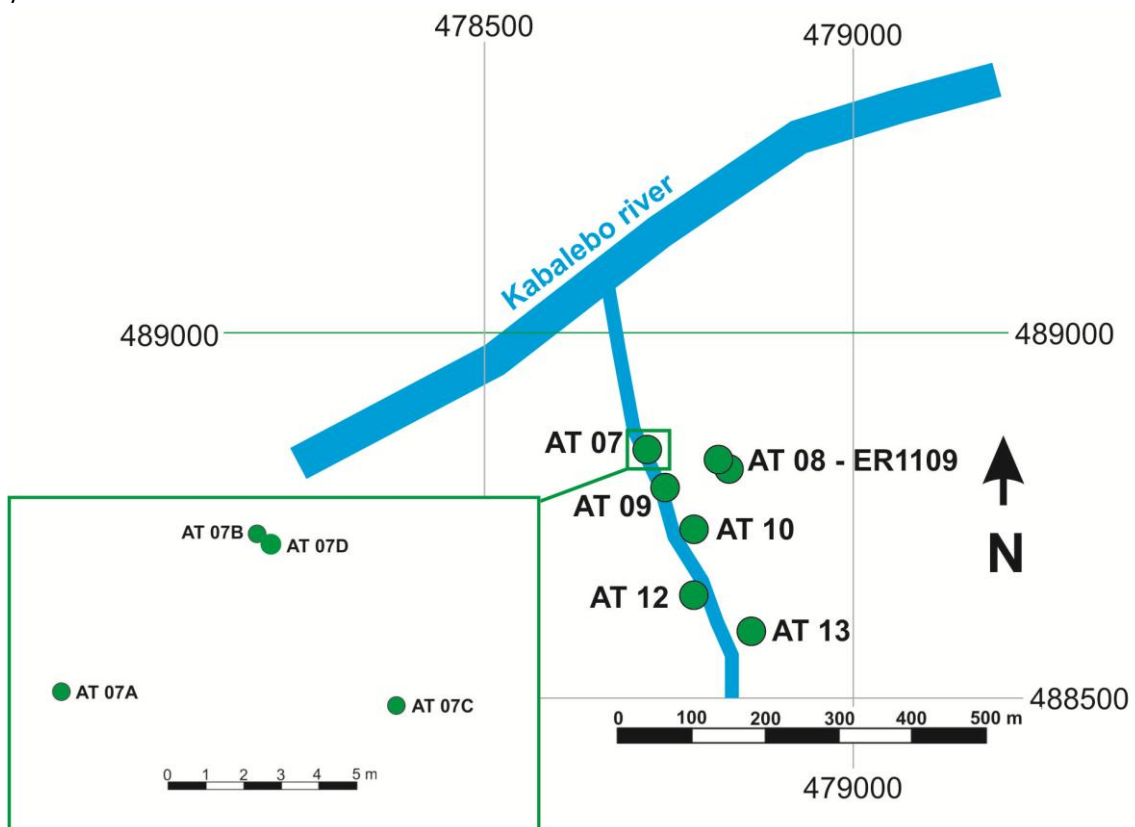 478500
479000
Kabalebo river
489000
489000
AT 07
AT 08 - ER1109
AT 09
AT 10
N
AT 12
AT 13
AT 07B
AT 07D
AT 07A
AT 07C
488500
0 100 200 300 400 500 m
0 1 2 3 4 5 m
479000